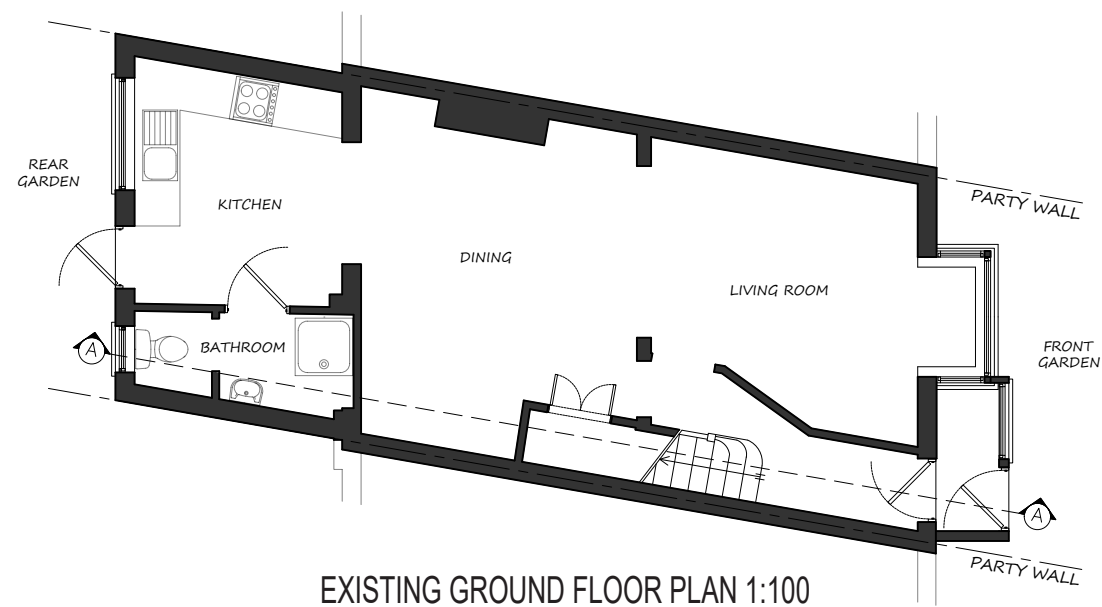 REAR
GARDEN
KITCHEN
DINING
LIVING ROOM
PARTY WALL
FRONT
GARDEN
A
BATHROOM
A
PARTY WALL
EXISTING GROUND FLOOR PLAN 1:100